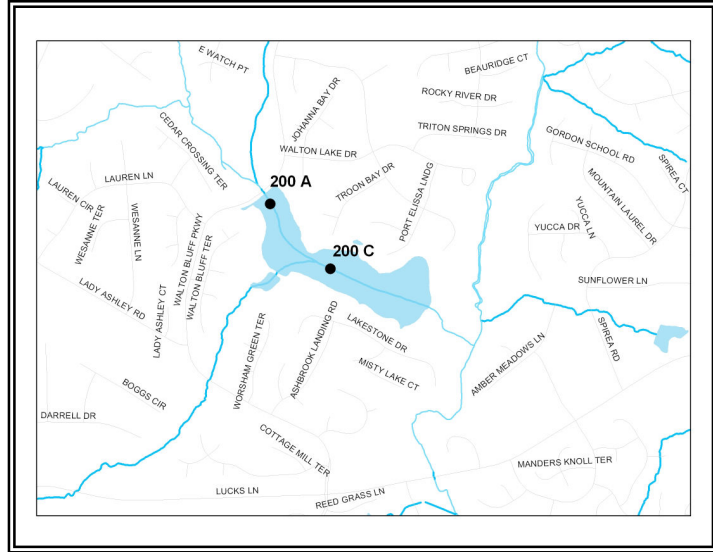 E WATCH PT
BEAURIDGE CT
JOHANNA BAY DR
ROCKY RIVER DR
CEDAR CROSSING TER
TRITON SPRINGS DR
GORDON SCHOOL RD
WALTON LAKE DR
SPIREA CT
LAUREN LN
TROON BAY DR
MOUNTAIN LAUREL DR
200 A
LAUREN CIR
WESANNE TER
WESANNE LN
PORT ELISSA LNDG
YUCCA LN
YUCCA DR
WALTON BLUFF PKWY
WALTON BLUFF TER
200 C
SUNFLOWER LN
LADY ASHLEY RD
LADY ASHLEY CT
LAKESTONE DR
SPIREA RD
WORSHAM GREEN TER
ASHBROOK LANDING RD
AMBER MEADOWS LN
MISTY LAKE CT
BOGGS CIR
DARRELL DR
COTTAGE MILL TER
MANDERS KNOLL TER
LUCKS LN
REED GRASS LN